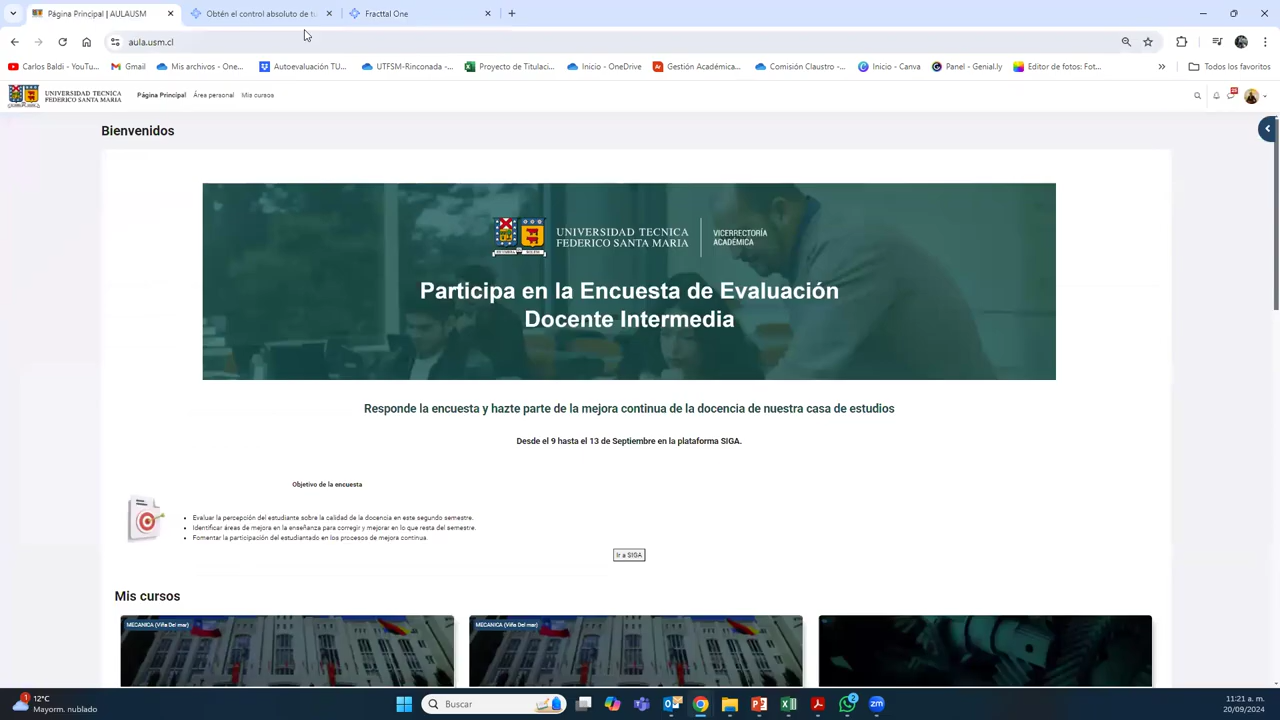 Página Principal | AULAUSM
Obtén el control absoluto de tu
Fracttal One
aula.usm.cl
Carlos Baldi - YouTu...
Gmail
Mis archivos - One...
Autoevaluación TU...
UTFSM-Rinconada - ...
Proyecto de Titulaci...
Inicio - OneDrive
Gestión Académica...
Comisión Claustro -...
Inicio - Canva
Panel - Genial.ly
Editor de fotos: Fot...
Todos los favoritos
UNIVERSIDAD TECNICA
FEDERICO SANTA MARIA
Página Principal
Área personal
Mis cursos
Bienvenidos
UNIVERSIDAD TECNICA
FEDERICO SANTA MARIA
VICERRECTORÍA
ACADÉMICA
Participa en la Encuesta de Evaluación
Docente Intermedia
Responde la encuesta y hazte parte de la mejora continua de la docencia de nuestra casa de estudios
Desde el 9 hasta el 13 de Septiembre en la plataforma SIGA.
Objetivo de la encuesta
Evaluar la percepción del estudiante sobre la calidad de la docencia en este segundo semestre.
Identificar áreas de mejora en la enseñanza para corregir y mejorar en lo que resta del semestre.
Fomentar la participación del estudiantado en los procesos de mejora continua.
Ir a SIGA
Mis cursos
MECANICA (Viña Del mar)
MECANICA (Viña Del mar)
1
12°C
Mayorm. nublado
Buscar
2
11:21 a. m.
20/09/2024